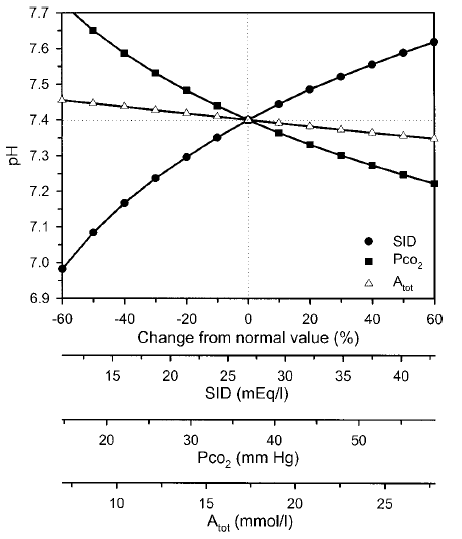 7.7
7.6
7.5
7.4
7.3
7.2
7.1
7.0
6.9
pH
SID
Pco₂
Atot
-60 -40 -20 0 20 40 60
Change from normal value (%)
15 20 25 30 35 40
SID (mEq/l)
20 30 40 50
Pco₂ (mm Hg)
10 15 20 25
Atot (mmol/l)